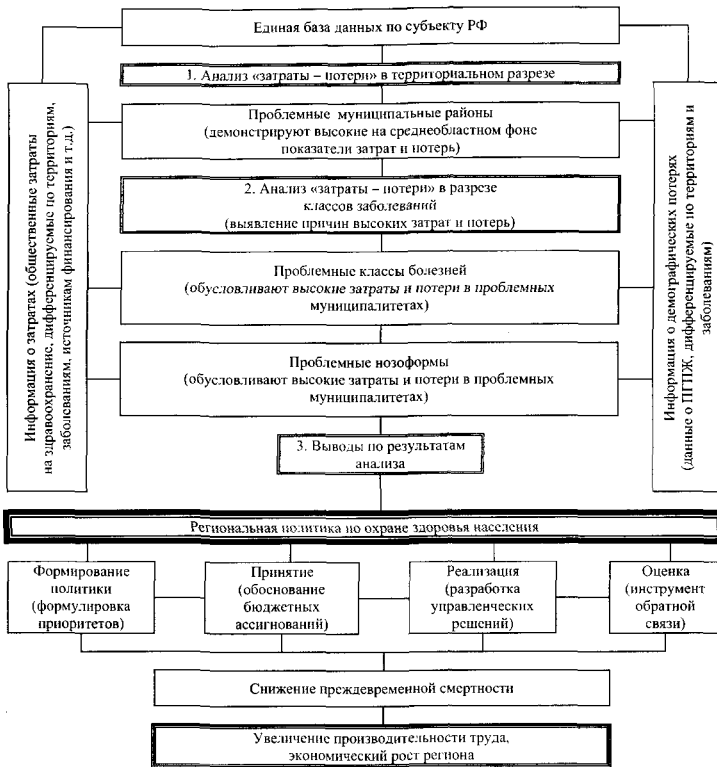 Единая база данных по субъекту РФ
1. Анализ «затраты – потери» в территориальном разрезе
Проблемные муниципальные районы
(демонстрируют высокие на среднеобластном фоне
показатели затрат и потерь)
2. Анализ «затраты – потери» в разрезе
классов заболеваний
(выявление причин высоких затрат и потерь)
Проблемные классы болезней
(обусловливают высокие затраты и потери в проблемных
муниципалитетах)
Проблемные нозоформы
(обусловливают высокие затраты и потери в проблемных
муниципалитетах)
3. Выводы по результатам
анализа
Информация о затратах (общественные затраты
на здравоохранение, дифференцируемые по территориям,
заболеваниям, источникам финансирования и т.д.)
Информация о демографических потерях
(данные о ПГПЖ, дифференцируемые по территориям и
заболеваниям)
Региональная политика по охране здоровья населения
Формирование
политики
(формулировка
приоритетов)
Принятие
(обоснование
бюджетных
ассигнований)
Реализация
(разработка
управленческих
решений)
Оценка
(инструмент
обратной
связи)
Снижение преждевременной смертности
Увеличение производительности труда,
экономический рост региона